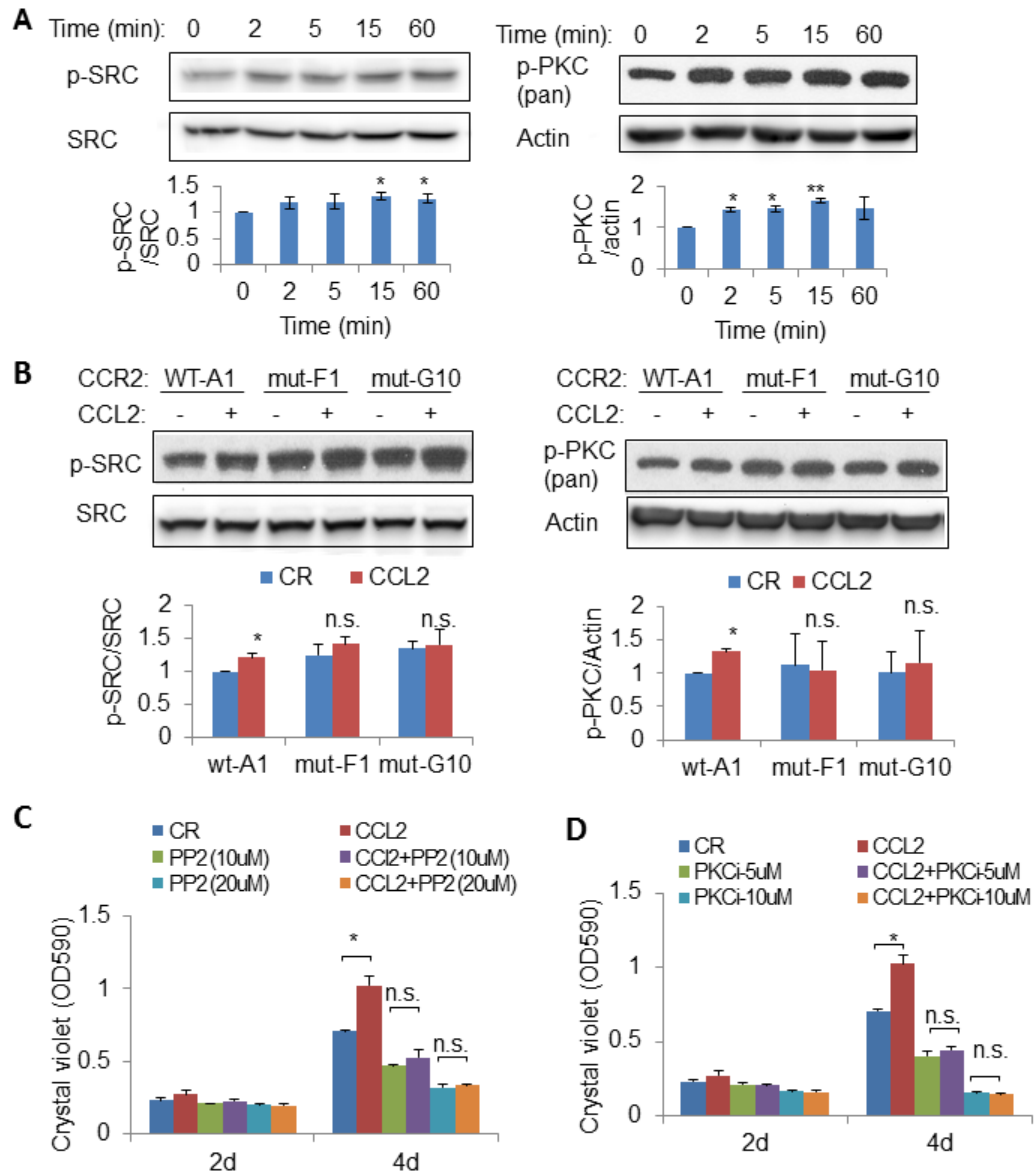 A
Time (min): 0 2 5 15 60
p-SRC
SRC
1.5
1
0.5
0
* *
p-SRC
/SRC
0 2 5 15 60
Time (min)
Time (min): 0 2 5 15 60
p-PKC
(pan)
Actin
2
1
0
* * **
p-PKC
/actin
0 2 5 15 60
Time (min)
B
CCR2: WT-A1 mut-F1 mut-G10
CCL2: - + - + - +
p-SRC
SRC
CR CCL2
2
1.5
1
0.5
0
* n.s. n.s.
p-SRC/SRC
wt-A1 mut-F1 mut-G10
CCR2: WT-A1 mut-F1 mut-G10
CCL2: - + - + - +
p-PKC
(pan)
Actin
CR CCL2
2
1.5
1
0.5
0
* n.s. n.s.
p-PKC/Actin
wt-A1 mut-F1 mut-G10
C
CR CCL2
PP2 (10uM) CCl2+PP2 (10uM)
PP2 (20uM) CCL2+PP2 (20uM)
1.5
1
0.5
0
* n.s. n.s.
Crystal violet (OD590)
2d 4d
D
CR CCL2
PKCi-5uM CCL2+PKCi-5uM
PKCi-10uM CCL2+PKCi-10uM
1.5
1
0.5
0
* n.s. n.s.
Crystal violet (OD590)
2d 4d